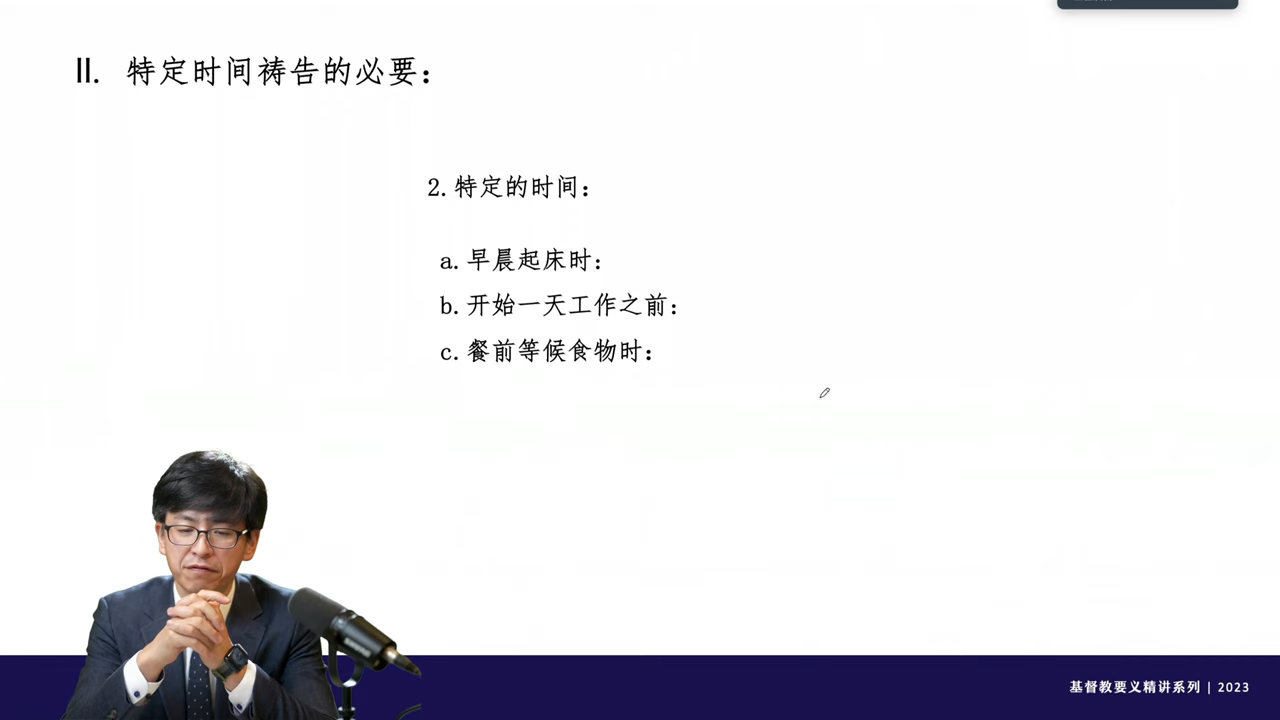 II. 特定时间祷告的必要：
2. 特定的时间：
a. 早晨起床时：
b. 开始一天工作之前：
c. 餐前等候食物时：
基督教要义精讲系列 | 2023